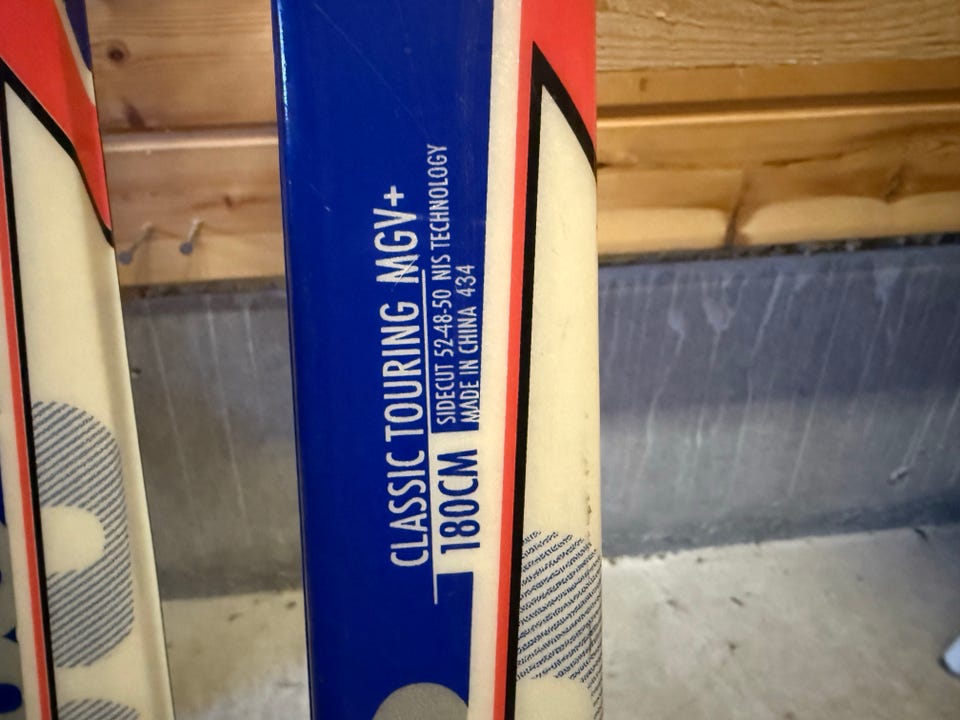 CLASSIC TOURING MGV+
180CM
SIDECUT 52-48-50 NIS TECHNOLOGY
MADE IN CHINA 434